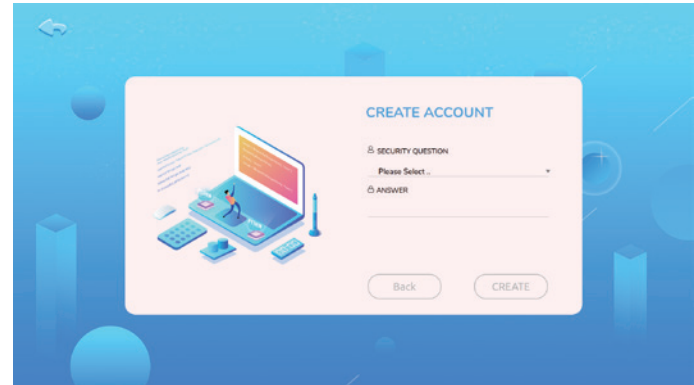 CREATE ACCOUNT
SECURITY QUESTION
Please Select ..
ANSWER
Back
CREATE